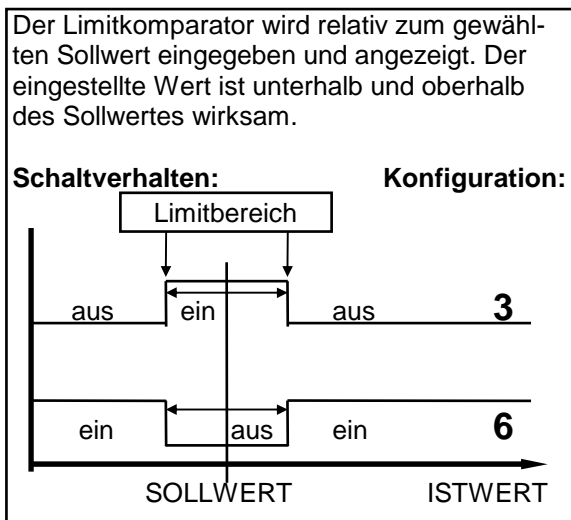 Der Limitkomparator wird relativ zum gewähl-
ten Sollwert eingegeben und angezeigt. Der
eingestellte Wert ist unterhalb und oberhalb
des Sollwertes wirksam.
Schaltverhalten: Konfiguration:
Limitbereich
aus ein aus 3
ein aus ein 6
SOLLWERT ISTWERT